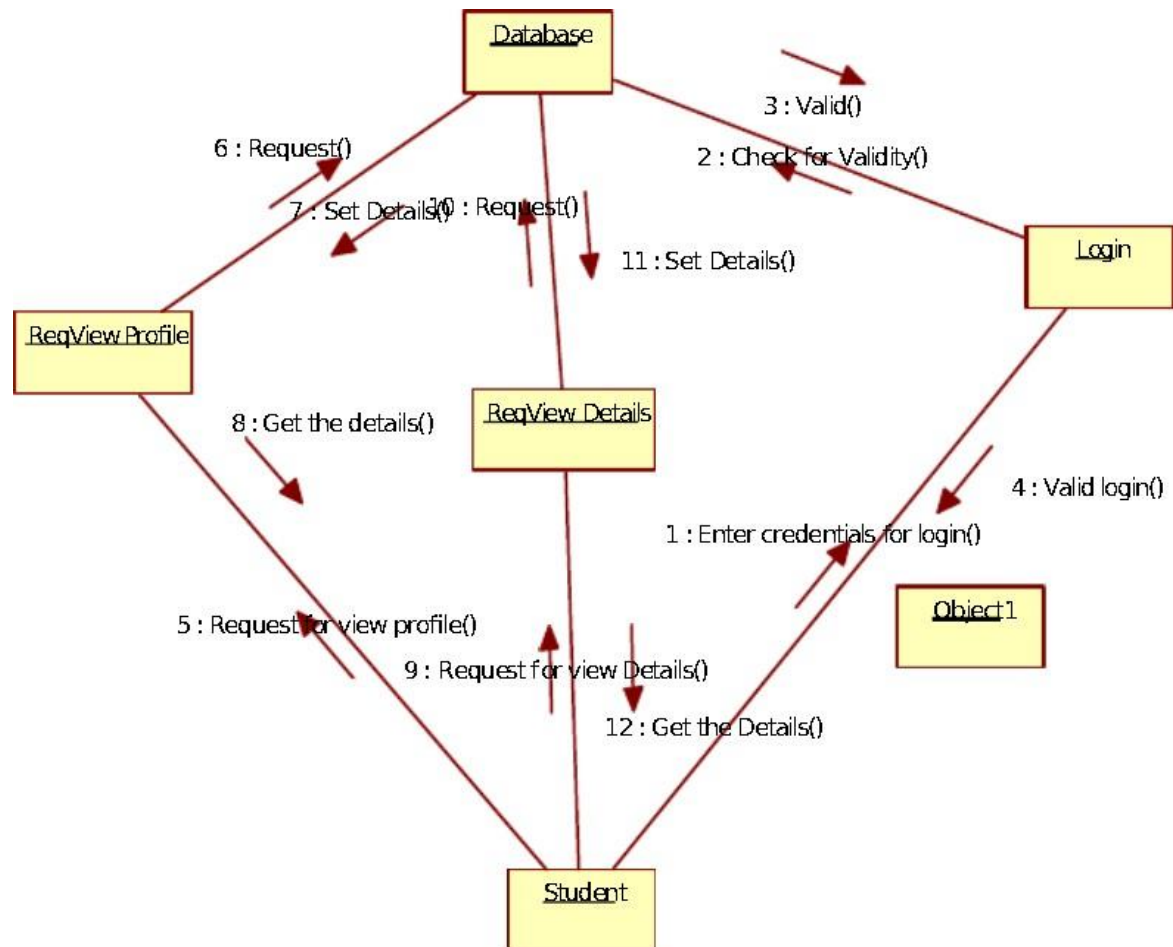 Database
3 : Valid()
6 : Request()
2 : Check for Validity()
7 : Set Details()
10 : Request()
11 : Set Details()
Login
ReqView Profile
8 : Get the details()
ReqView Details
4 : Valid login()
1 : Enter credentials for login()
Object1
5 : Request for view profile()
9 : Request for view Details()
12 : Get the Details()
Student